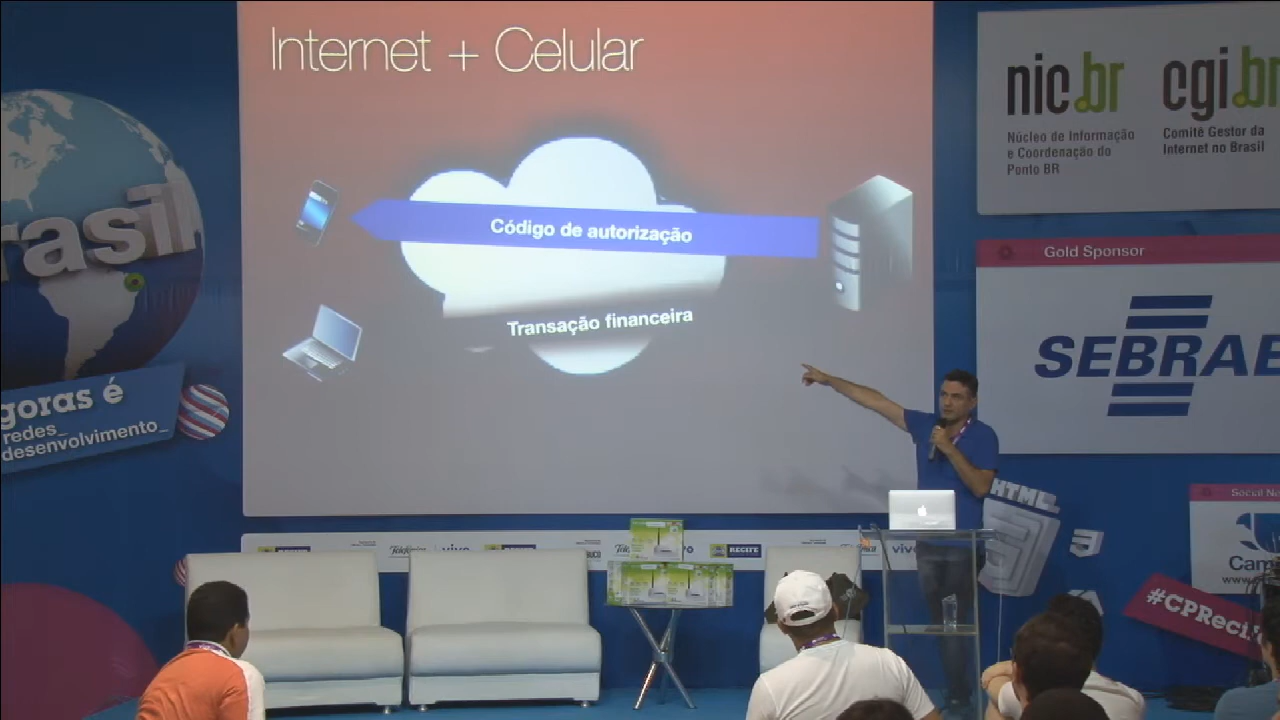 Internet + Celular
Código de autorização
Transação financeira
nic.br
Núcleo de Informação
e Coordenação do
Ponto BR
cgi.br
Comitê Gestor da
Internet no Brasil
Gold Sponsor
SEBRAE
rasil
goras é
redes_
desenvolvimento_
HTML
RECIFE
vivo
#CPReci